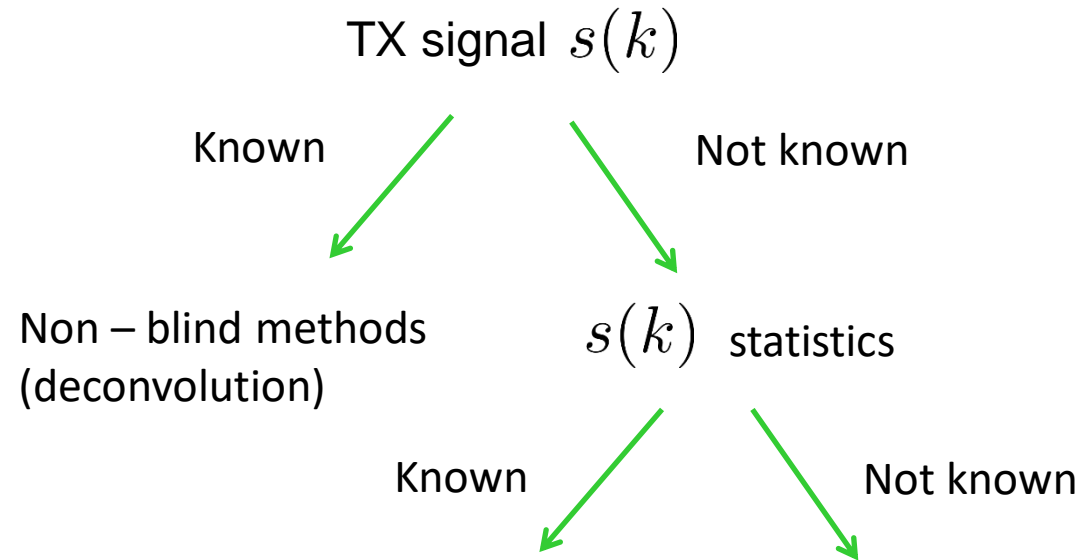 TX signal s(k)
Known
Not known
Non – blind methods
(deconvolution)
s(k) statistics
Known
Not known